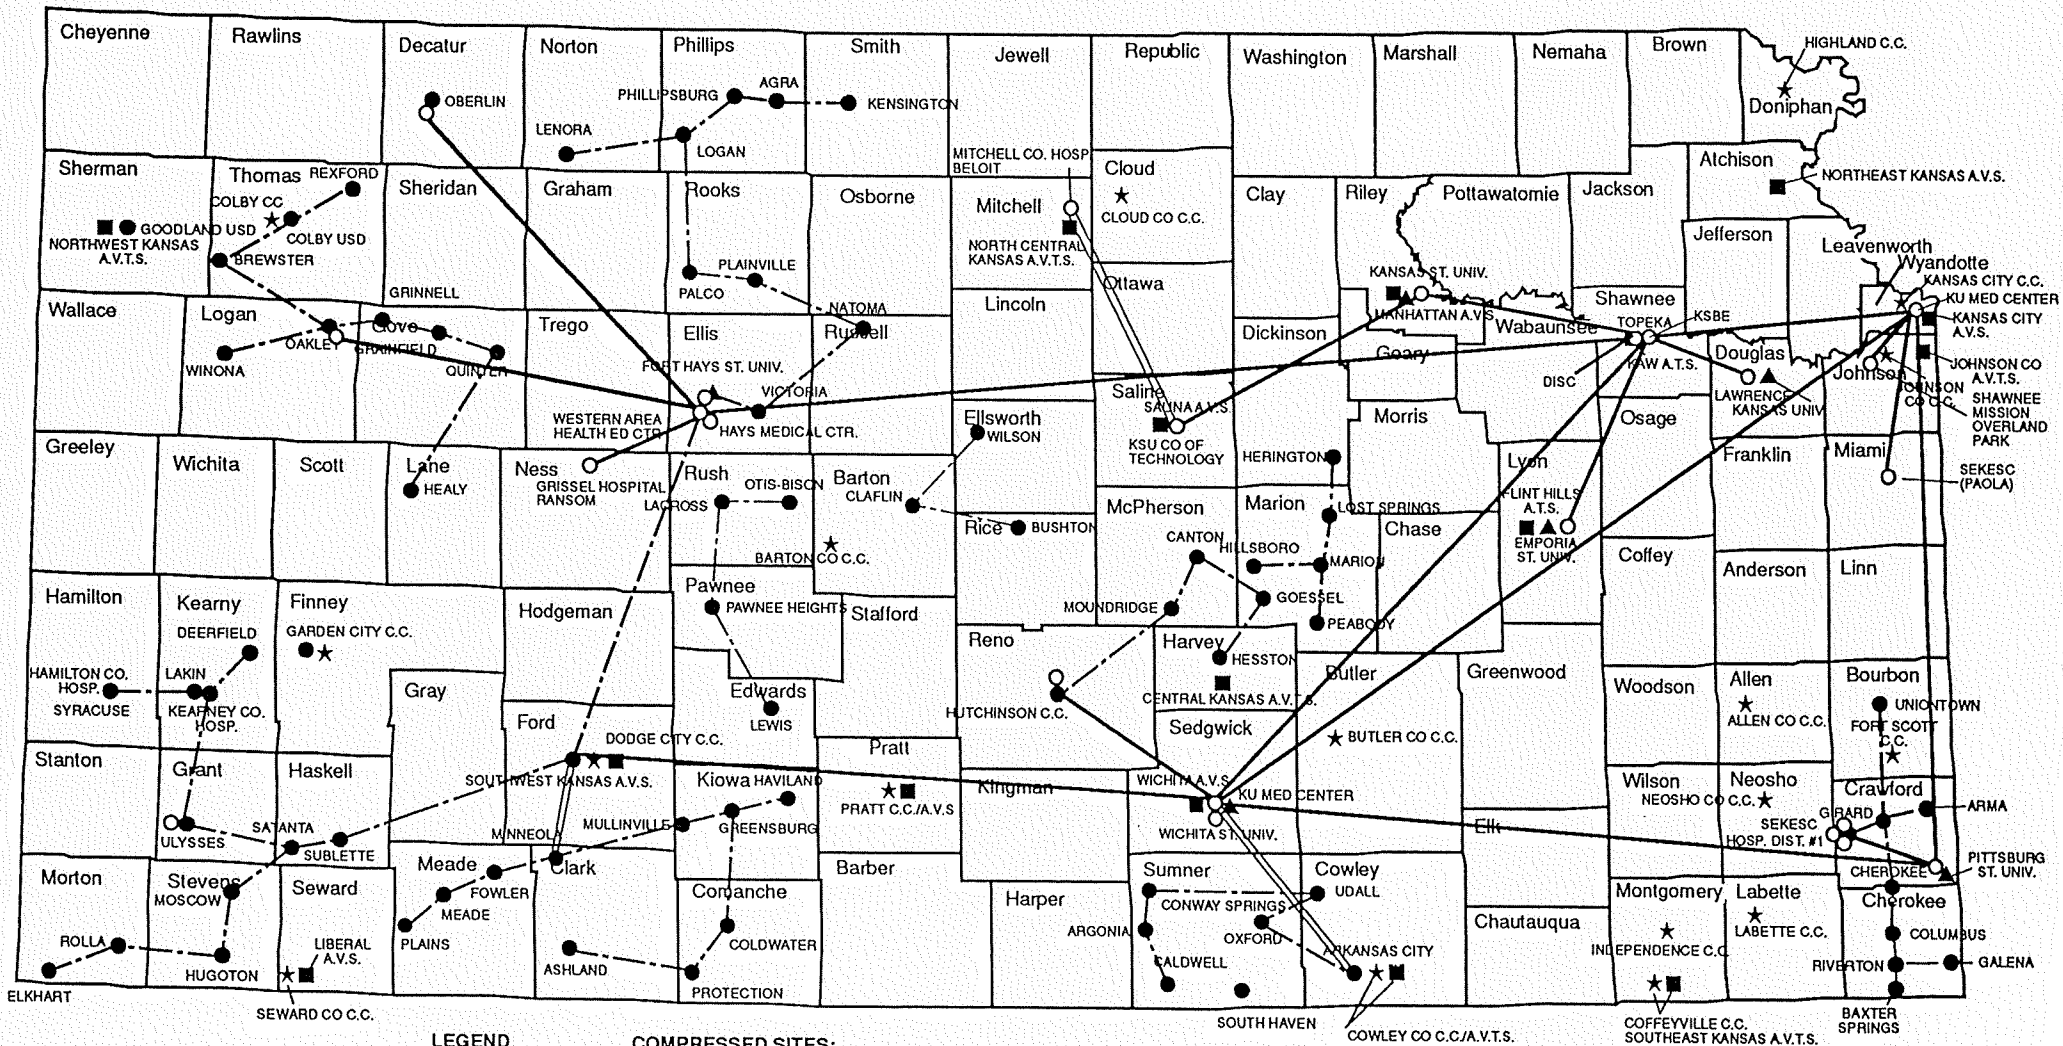 Cheyenne
Rawlins
Decatur
Norton
Phillips
Smith
Jewell
Republic
Washington
Marshall
Nemaha
Brown
HIGHLAND C.C.
Doniphan
OBERLIN
PHILLIPSBURG
AGRA
KENSINGTON
LENORA
LOGAN
MITCHELL CO. HOSP
BELOIT
Sherman
Thomas
REXFORD
Sheridan
Graham
Rooks
Osborne
Mitchell
Cloud
CLOUD CO C.C.
Clay
Riley
Pottawatomie
Jackson
Atchison
NORTHEAST KANSAS A.V.S.
COLBY CC
COLBY USD
GOODLAND USD
NORTHWEST KANSAS
A.V.T.S.
BREWSTER
GRINNELL
PALCO
PLAINVILLE
NATOMA
NORTH CENTRAL
KANSAS A.V.T.S.
Jefferson
Leavenworth
Wyandotte
KANSAS CITY C.C.
KU MED CENTER
KANSAS CITY
A.V.S.
Wallace
Logan
Gove
Trego
Ellis
Russell
Lincoln
Ottawa
Dickinson
KANSAS ST. UNIV.
MANHATTAN A.V.S.
Geary
Wabaunsee
Shawnee
TOPEKA
KSBE
KAW A.T.S.
DISC
Douglas
LAWRENCE
KANSAS UNIV.
Johnson
JOHNSON
CO C.C.
JOHNSON CO
A.V.T.S.
SHAWNEE
MISSION
OVERLAND
PARK
WINONA
OAKLEY
GRAINFIELD
QUINTER
FORT HAYS ST. UNIV.
VICTORIA
WESTERN AREA
HEALTH ED CTR
HAYS MEDICAL CTR.
Saline
SALINA A.V.S.
KSU CO OF
TECHNOLOGY
Ellsworth
WILSON
Morris
Osage
Greeley
Wichita
Scott
Lane
HEALY
Ness
GRISSEL HOSPITAL
RANSOM
Rush
OTIS-BISON
LACROSS
Barton
CLAFLIN
BARTON CO C.C.
Rice
BUSHTON
McPherson
CANTON
HERINGTON
Marion
LOST SPRINGS
HILLSBORO
MARION
Chase
Lyon
FLINT HILLS
A.T.S.
EMPORIA
ST. UNIV.
Franklin
Miami
SEKESC
(PAOLA)
Coffey
Anderson
Linn
Hamilton
Kearny
DEERFIELD
Finney
GARDEN CITY C.C.
Hodgeman
Pawnee
PAWNEE HEIGHTS
Stafford
MOUNDRIDGE
GOESSEL
PEABODY
Reno
Harvey
HESSTON
CENTRAL KANSAS A.V.T.S.
Butler
Greenwood
Woodson
Allen
ALLEN CO C.C.
Bourbon
UNIONTOWN
FORT SCOTT
C.C.
HAMILTON CO.
HOSP.
SYRACUSE
LAKIN
KEARNEY CO.
HOSP.
Gray
Ford
DODGE CITY C.C.
SOUTHWEST KANSAS A.V.S.
Edwards
LEWIS
HUTCHINSON C.C.
Sedgwick
BUTLER CO C.C.
Stanton
Grant
Haskell
Kiowa
HAVILAND
Pratt
PRATT C.C./A.V.S
Kingman
WICHITA A.V.S.
KU MED CENTER
WICHITA ST. UNIV.
Elk
Wilson
Neosho
NEOSHO CO C.C.
Crawford
GIRARD
ARMA
SEKESC
HOSP. DIST. #1
CHEROKEE
PITTSBURG
ST. UNIV.
ULYSSES
SATANTA
SUBLETTE
MINNEOLA
MULLINVILLE
GREENSBURG
Morton
Stevens
MOSCOW
Seward
Meade
FOWLER
MEADE
PLAINS
Clark
Comanche
COLDWATER
Barber
Harper
Sumner
CONWAY SPRINGS
ARGONIA
CALDWELL
Cowley
UDALL
OXFORD
ARKANSAS CITY
Chautauqua
Montgomery
INDEPENDENCE C.C.
Labette
LABETTE C.C.
Cherokee
COLUMBUS
RIVERTON
GALENA
BAXTER
SPRINGS
ROLLA
ELKHART
HUGOTON
LIBERAL
A.V.S.
SEWARD CO C.C.
ASHLAND
PROTECTION
SOUTH HAVEN
COWLEY CO C.C./A.V.T.S.
COFFEYVILLE C.C.
SOUTHEAST KANSAS A.V.T.S.
LEGEND
COMPRESSED SITES: